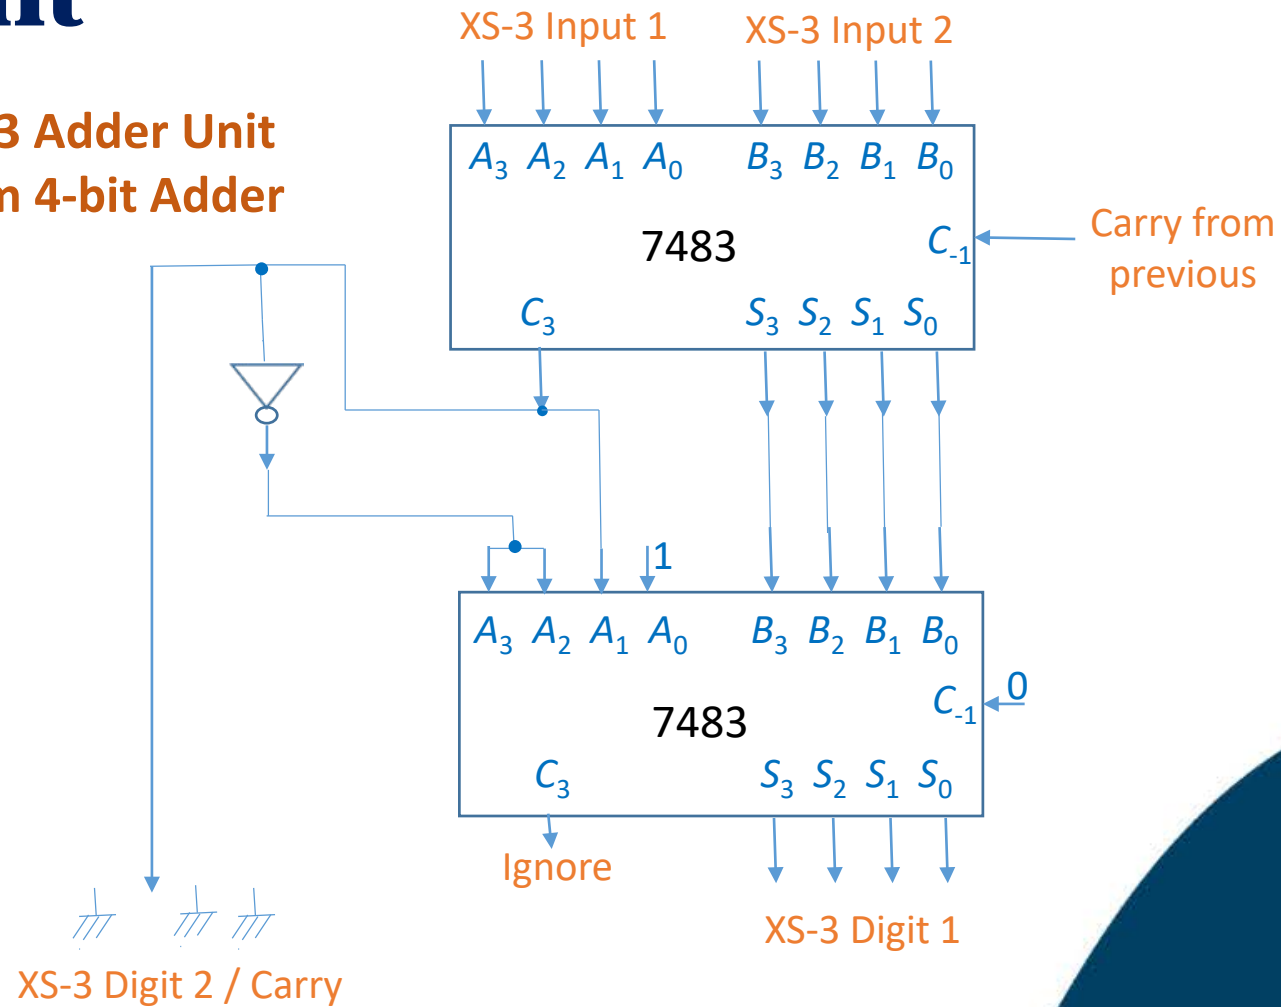 XS-3 Input 1 XS-3 Input 2
3 Adder Unit
4-bit Adder
A3 A2 A1 A0 B3 B2 B1 B0
7483
C-1
Carry from
previous
C3 S3 S2 S1 S0
1
A3 A2 A1 A0 B3 B2 B1 B0
7483
C-1
0
C3 S3 S2 S1 S0
Ignore
XS-3 Digit 1
XS-3 Digit 2 / Carry